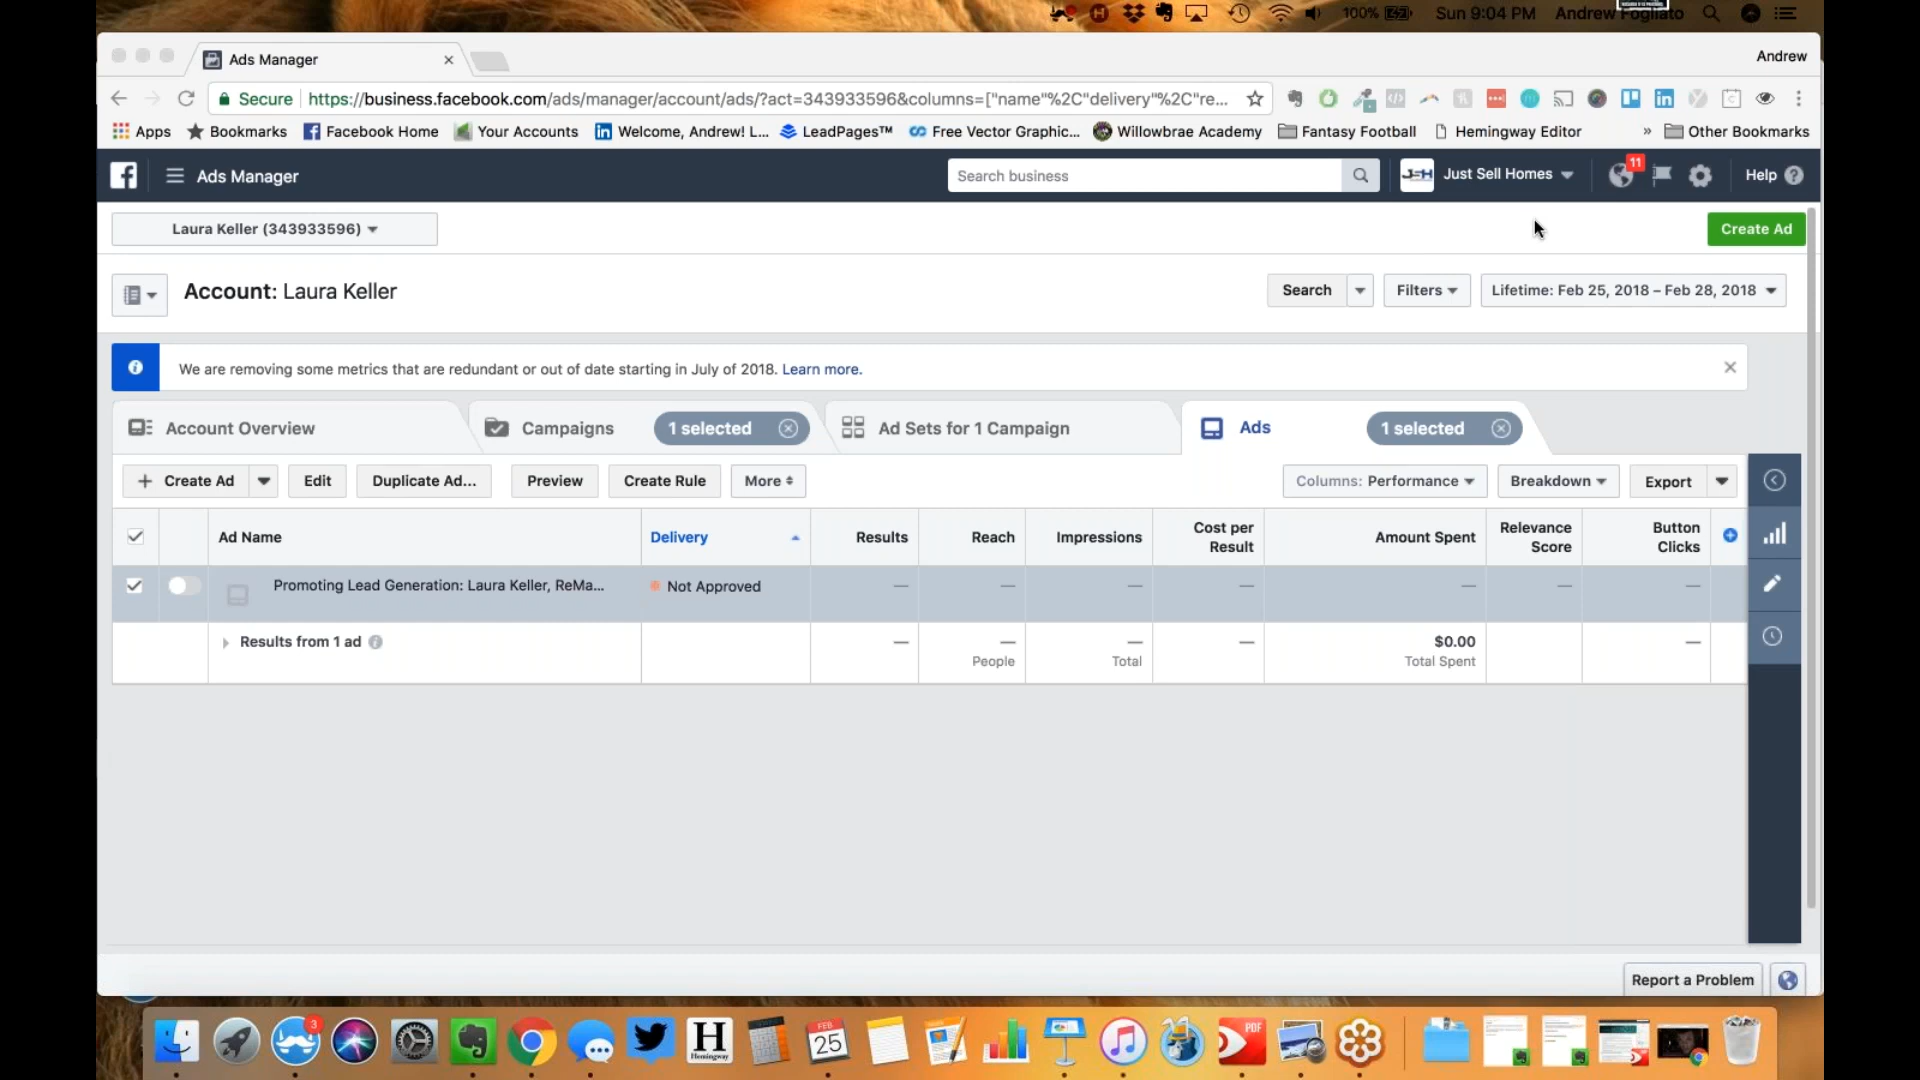 100% Sun 9:04 PM Andrew Fogliato
Ads Manager
Andrew
Secure https://business.facebook.com/ads/manager/account/ads/?act=343933596&columns=["name"%2C"delivery"%2C"re...
Apps Bookmarks Facebook Home Your Accounts Welcome, Andrew! L... LeadPages™ Free Vector Graphic... Willowbrae Academy Fantasy Football Hemingway Editor » Other Bookmarks
Ads Manager Search business JSH Just Sell Homes 11 Help
Laura Keller (343933596) Create Ad
Account: Laura Keller Search Filters Lifetime: Feb 25, 2018 – Feb 28, 2018
We are removing some metrics that are redundant or out of date starting in July of 2018. Learn more.
Account Overview Campaigns 1 selected Ad Sets for 1 Campaign Ads 1 selected
+ Create Ad Edit Duplicate Ad... Preview Create Rule More Columns: Performance Breakdown Export
Ad Name Delivery Results Reach Impressions Cost per Result Amount Spent Relevance Score Button Clicks
Promoting Lead Generation: Laura Keller, ReMa... Not Approved — — — — — — —
Results from 1 ad — — — — $0.00 —
People Total Total Spent
Report a Problem
3 H Hemingway FEB 25 PDF